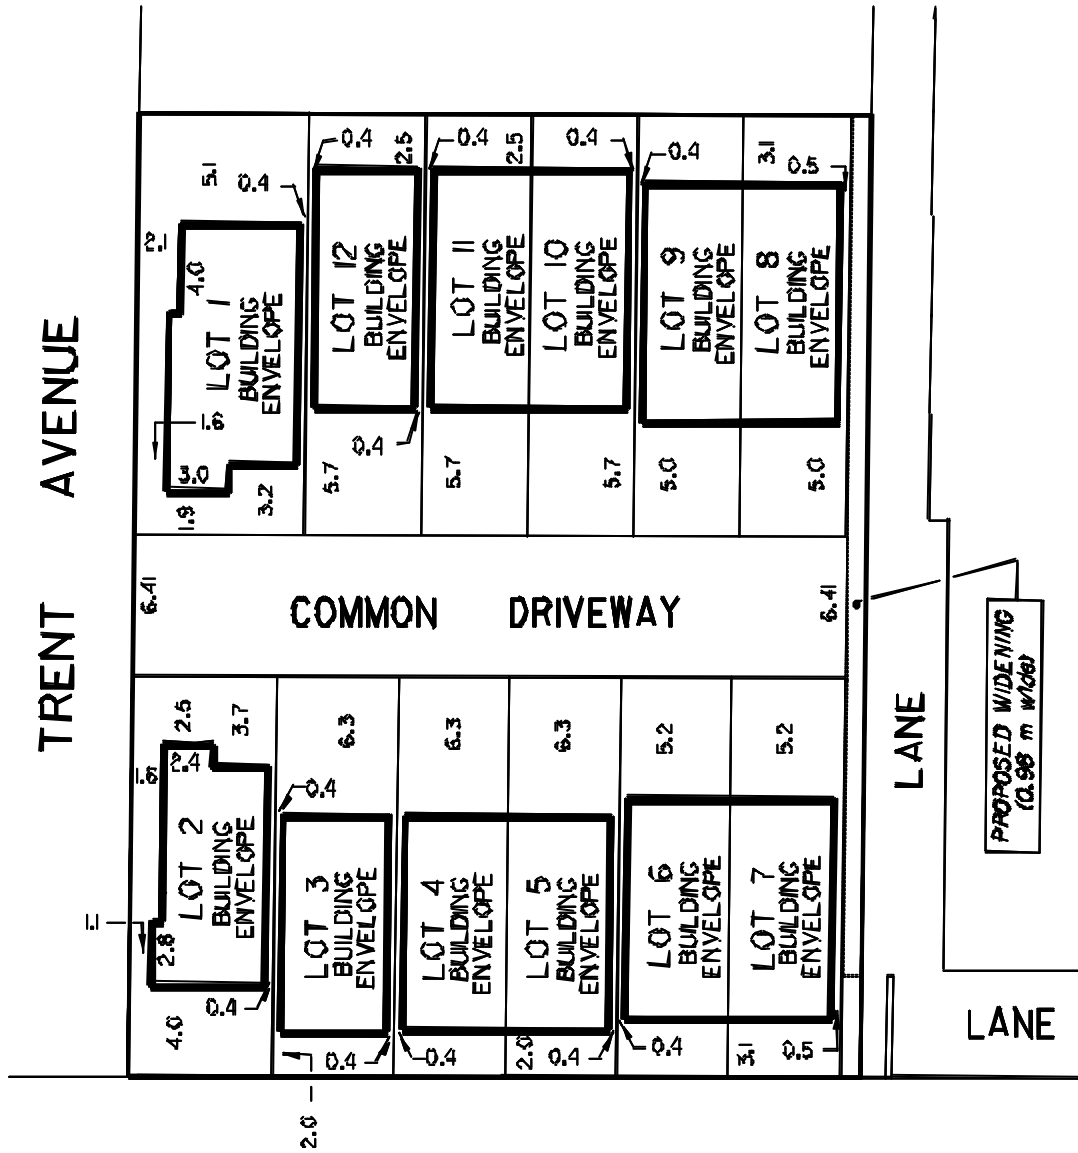 0.4
2.5
0.4
2.5
0.4
0.4
3.1
0.5
5.1
0.4
2.1
4.0
LOT 1
BUILDING
ENVELOPE
LOT 12
BUILDING
ENVELOPE
LOT 11
BUILDING
ENVELOPE
LOT 10
BUILDING
ENVELOPE
LOT 9
BUILDING
ENVELOPE
LOT 8
BUILDING
ENVELOPE
1.6
3.0
1.9
3.2
0.4
5.7
5.7
5.7
5.0
5.0
TRENT AVENUE
6.41
COMMON DRIVEWAY
6.41
PROPOSED WIDENING
(0.98 m wide)
LANE
2.5
3.7
6.3
6.3
6.3
5.2
5.2
1.6
2.4
0.4
LOT 2
BUILDING
ENVELOPE
LOT 3
BUILDING
ENVELOPE
LOT 4
BUILDING
ENVELOPE
LOT 5
BUILDING
ENVELOPE
LOT 6
BUILDING
ENVELOPE
LOT 7
BUILDING
ENVELOPE
1.1
2.8
4.0
0.4
0.4
0.4
2.0
0.4
0.4
3.1
0.5
2.0
LANE